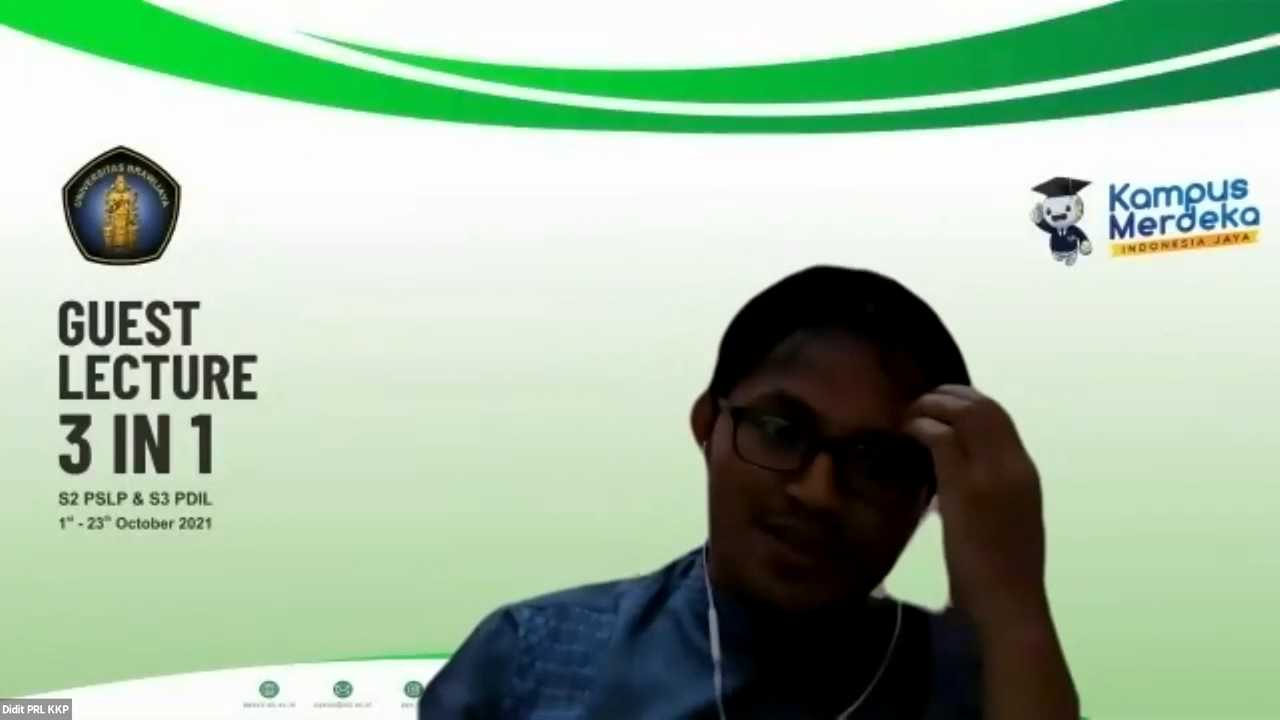 UNIVERSITAS BRAWIJAYA
Kampus
Merdeka
INDONESIA JAYA
GUEST
LECTURE
3 IN 1
S2 PSLP & S3 PDIL
1st - 23th October 2021
Didit PRL KKP